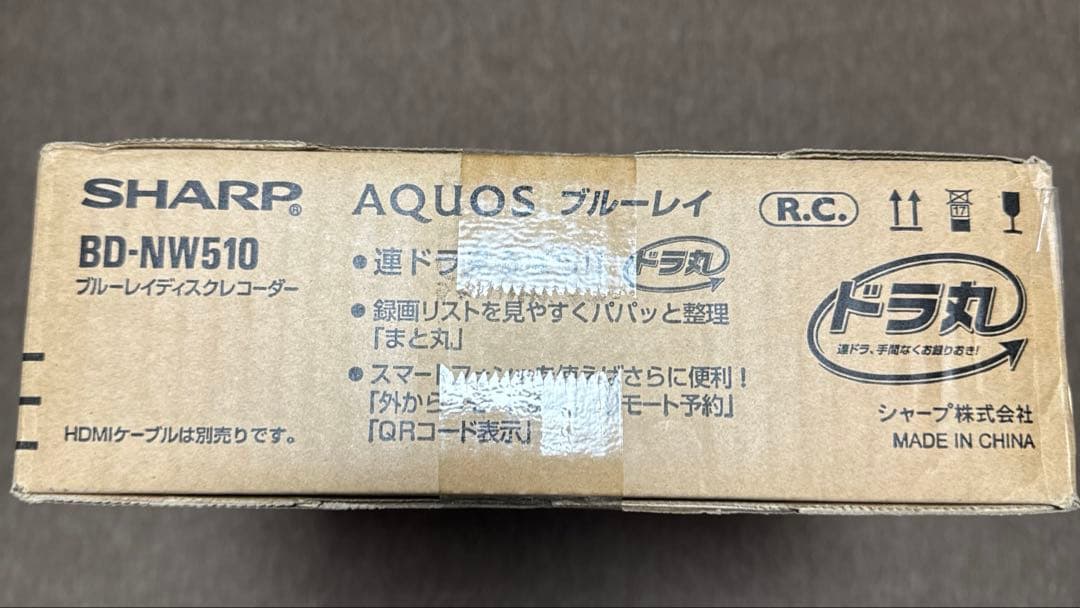 SHARP®
BD-NW510
ブルーレイディスクレコーダー
HDMIケーブルは別売りです。
AQUOS ブルーレイ
●連ドラ ドラ丸
●録画リストを見やすくパパッと整理
「まと丸」
●スマートフォン えばさらに便利！
「外から モート予約」
「QRコード表示」
R.C.
17
ドラ丸
連ドラ、手間なくお録りおき!
シャープ株式会社
MADE IN CHINA